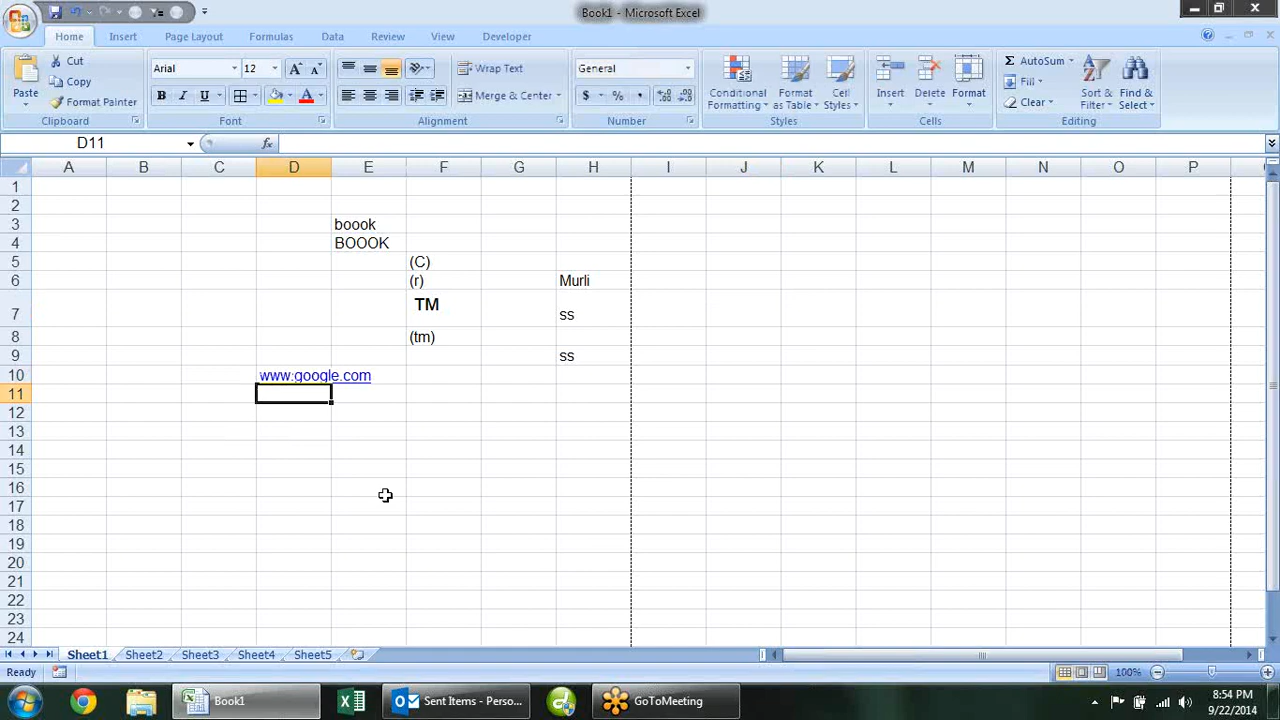 Book1 - Microsoft Excel
Home Insert Page Layout Formulas Data Review View Developer
Paste
Cut
Copy
Format Painter
Clipboard
Arial 12
B I U
Font
Wrap Text
Merge & Center
Alignment
General
$ % ,
Number
Conditional Formatting
Format as Table
Cell Styles
Styles
Insert
Delete
Format
Cells
AutoSum
Fill
Clear
Sort & Filter
Find & Select
Editing
D11 fx
A B C D E F G H I J K L M N O P
1
2
3 boook
4 BOOOK
5 (C)
6 (r) Murli
7 TM ss
8 (tm)
9 ss
10 www.google.com
11
12
13
14
15
16
17
18
19
20
21
22
23
24
Sheet1 Sheet2 Sheet3 Sheet4 Sheet5
Ready 100%
Book1 Sent Items - Perso... GoToMeeting
8:54 PM
9/22/2014